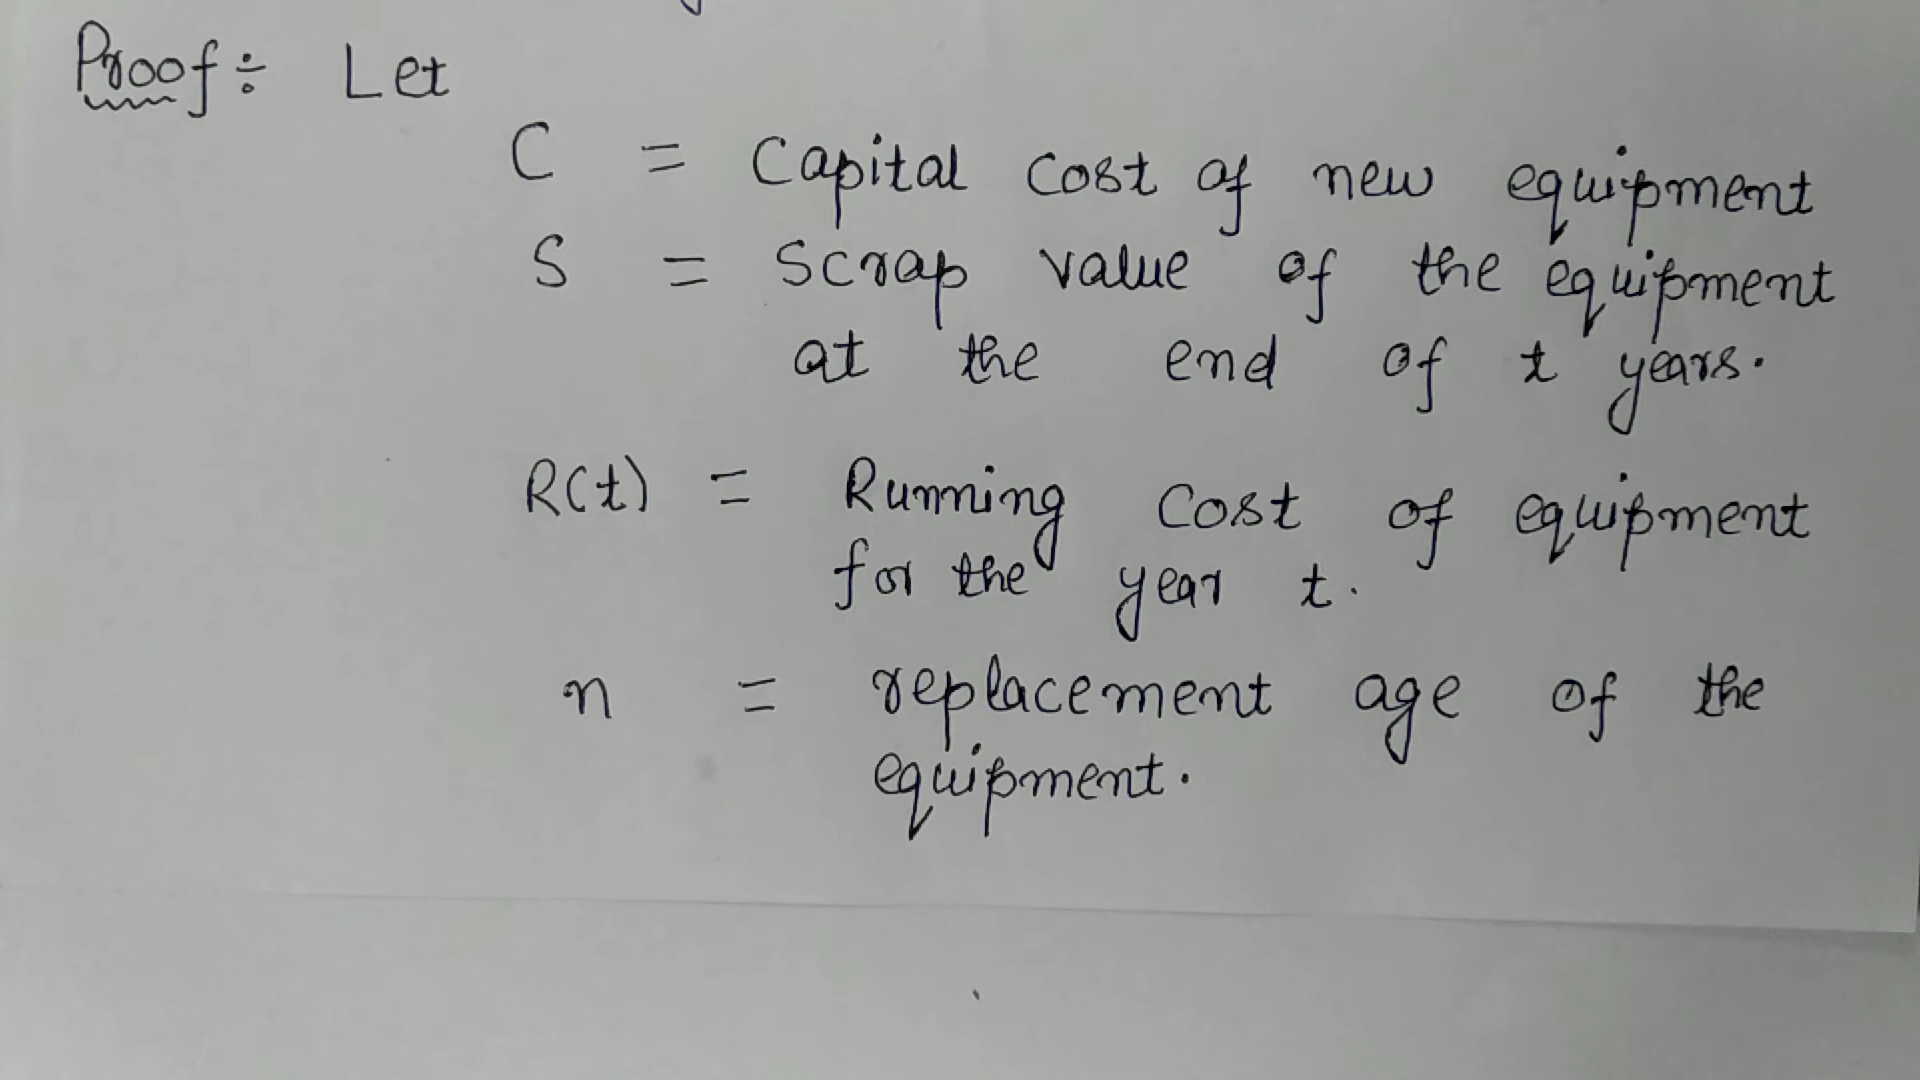 Proof÷ Let
C = Capital Cost of new equipment
S = Scrap value of the equipment
at the end of t years.
R(t) = Running Cost of equipment
for the year t.
n = replacement age of the
equipment.